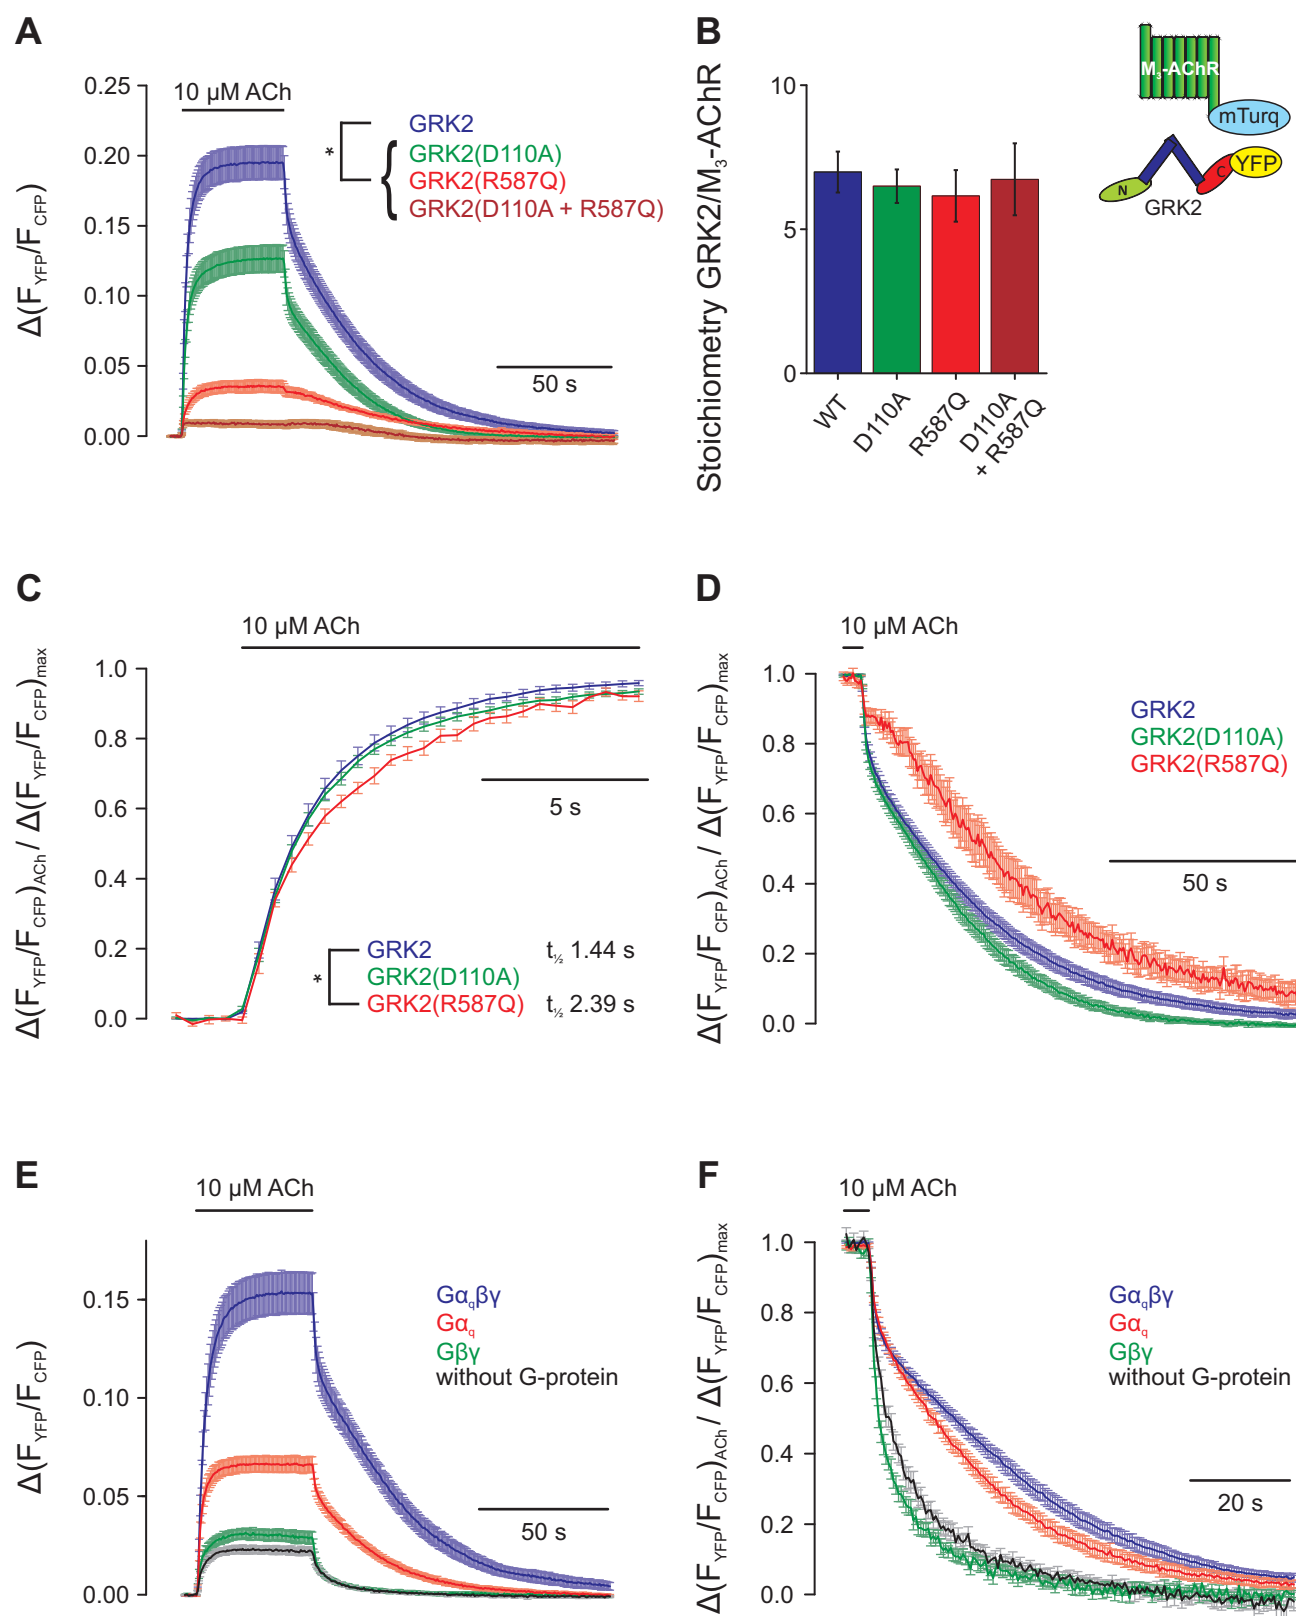 A
10 µM ACh
GRK2
GRK2(D110A)
GRK2(R587Q)
GRK2(D110A + R587Q)
*
{
Δ(F_YFP/F_CFP)
0.25
0.20
0.15
0.10
0.05
0.00
50 s
B
Stoichiometry GRK2/M₃-AChR
10
5
0
WT
D110A
R587Q
D110A
+ R587Q
M₃-AChR
mTurq
N
C
YFP
GRK2
C
10 µM ACh
Δ(F_YFP/F_CFP)_ACh / Δ(F_YFP/F_CFP)_max
1.0
0.8
0.6
0.4
0.2
0.0
5 s
*
GRK2 t_½ 1.44 s
GRK2(D110A)
GRK2(R587Q) t_½ 2.39 s
D
10 µM ACh
Δ(F_YFP/F_CFP)_ACh / Δ(F_YFP/F_CFP)_max
1.0
0.8
0.6
0.4
0.2
0.0
GRK2
GRK2(D110A)
GRK2(R587Q)
50 s
E
10 µM ACh
Δ(F_YFP/F_CFP)
0.15
0.10
0.05
0.00
Gα_qβγ
Gα_q
Gβγ
without G-protein
50 s
F
10 µM ACh
Δ(F_YFP/F_CFP)_ACh / Δ(F_YFP/F_CFP)_max
1.0
0.8
0.6
0.4
0.2
0.0
Gα_qβγ
Gα_q
Gβγ
without G-protein
20 s